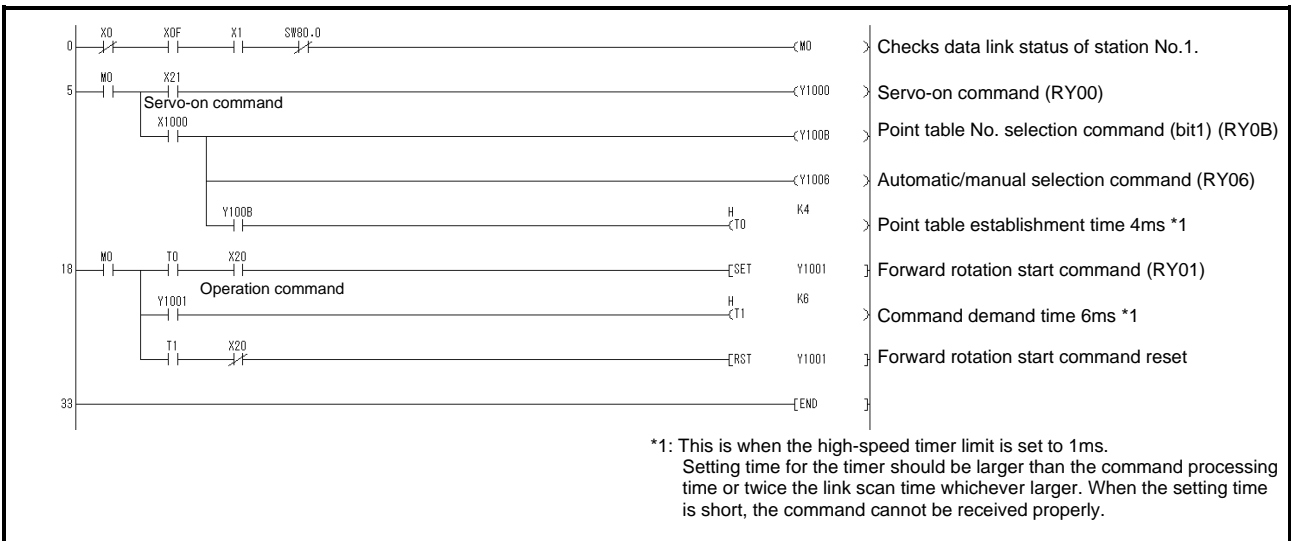 X0 X0F X1 SW80.0
0 (M0 ) Checks data link status of station No.1.
M0 X21
5 (Y1000 ) Servo-on command (RY00)
Servo-on command
X1000
(Y100B ) Point table No. selection command (bit1) (RY0B)
(Y1006 ) Automatic/manual selection command (RY06)
Y100B H K4
(T0 ) Point table establishment time 4ms *1
M0 T0 X20
18 [SET Y1001 ] Forward rotation start command (RY01)
Operation command
Y1001 H K6
(T1 ) Command demand time 6ms *1
T1 X20
[RST Y1001 ] Forward rotation start command reset
33 [END ]
*1: This is when the high-speed timer limit is set to 1ms.
Setting time for the timer should be larger than the command processing
time or twice the link scan time whichever larger. When the setting time
is short, the command cannot be received properly.